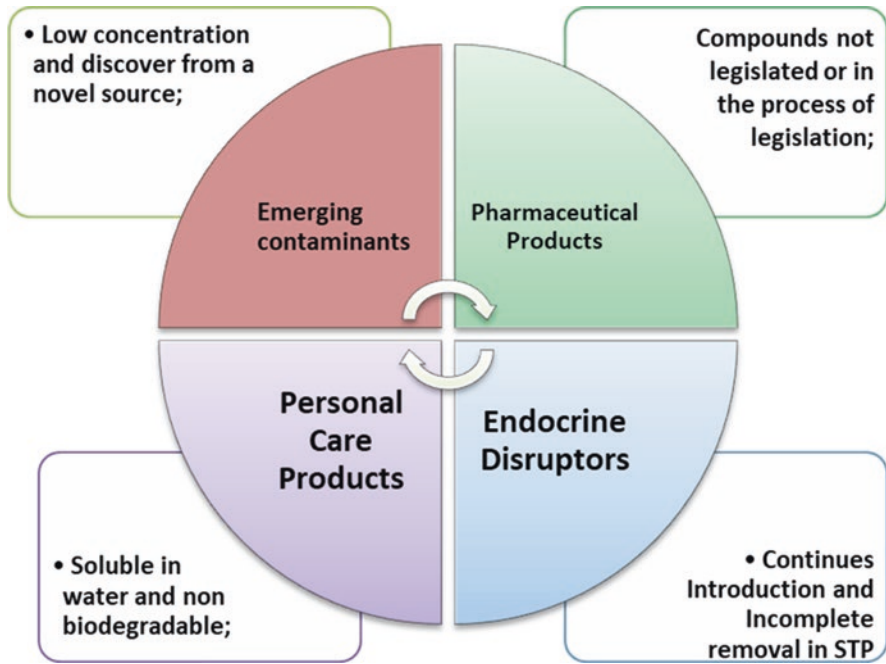 • Low concentration
and discover from a
novel source;
Compounds not
legislated or in
the process of
legislation;
Emerging
contaminants
Pharmaceutical
Products
Personal
Care
Products
Endocrine
Disruptors
• Soluble in
water and non
biodegradable;
• Continues
Introduction and
Incomplete
removal in STP